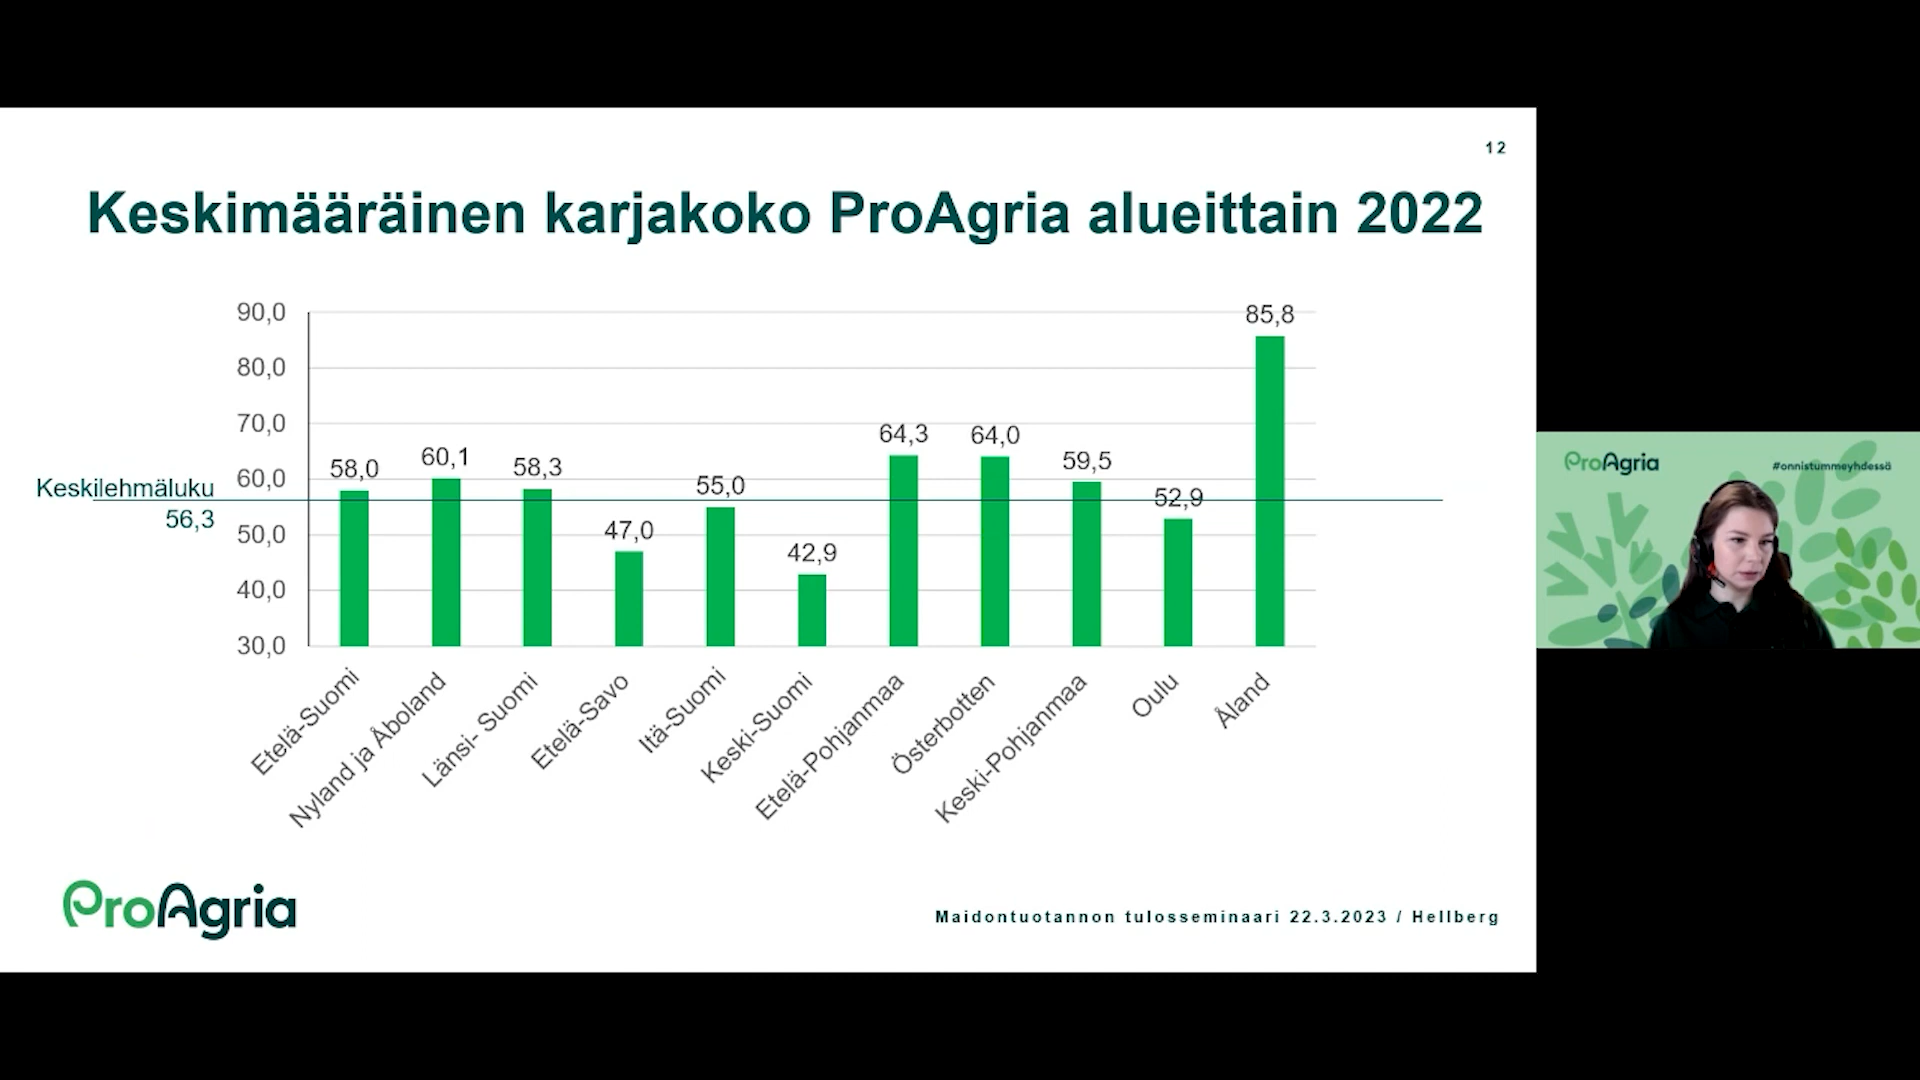 12
Keskimääräinen karjakoko ProAgria alueittain 2022
90,0
80,0
70,0
60,0
50,0
40,0
30,0
Keskilehmäluku
56,3
58,0
60,1
58,3
47,0
55,0
42,9
64,3
64,0
59,5
52,9
85,8
Etelä-Suomi
Nyland ja Åboland
Länsi- Suomi
Etelä-Savo
Itä-Suomi
Keski-Suomi
Etelä-Pohjanmaa
Österbotten
Keski-Pohjanmaa
Oulu
Åland
ProAgria
Maidontuotannon tulosseminaari 22.3.2023 / Hellberg
ProAgria
#onnistummeyhdessä